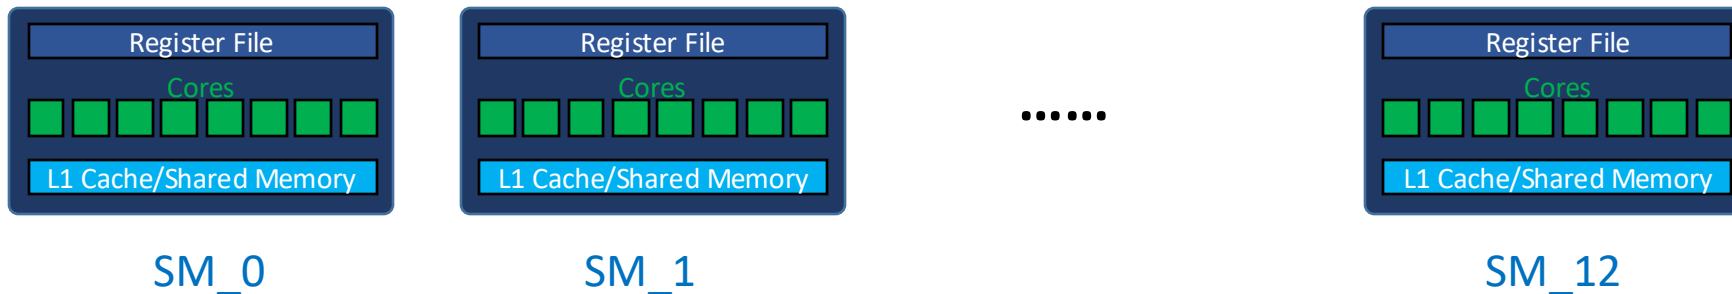 Register File
Cores
L1 Cache/Shared Memory
SM_0
Register File
Cores
L1 Cache/Shared Memory
SM_1
......
Register File
Cores
L1 Cache/Shared Memory
SM_12